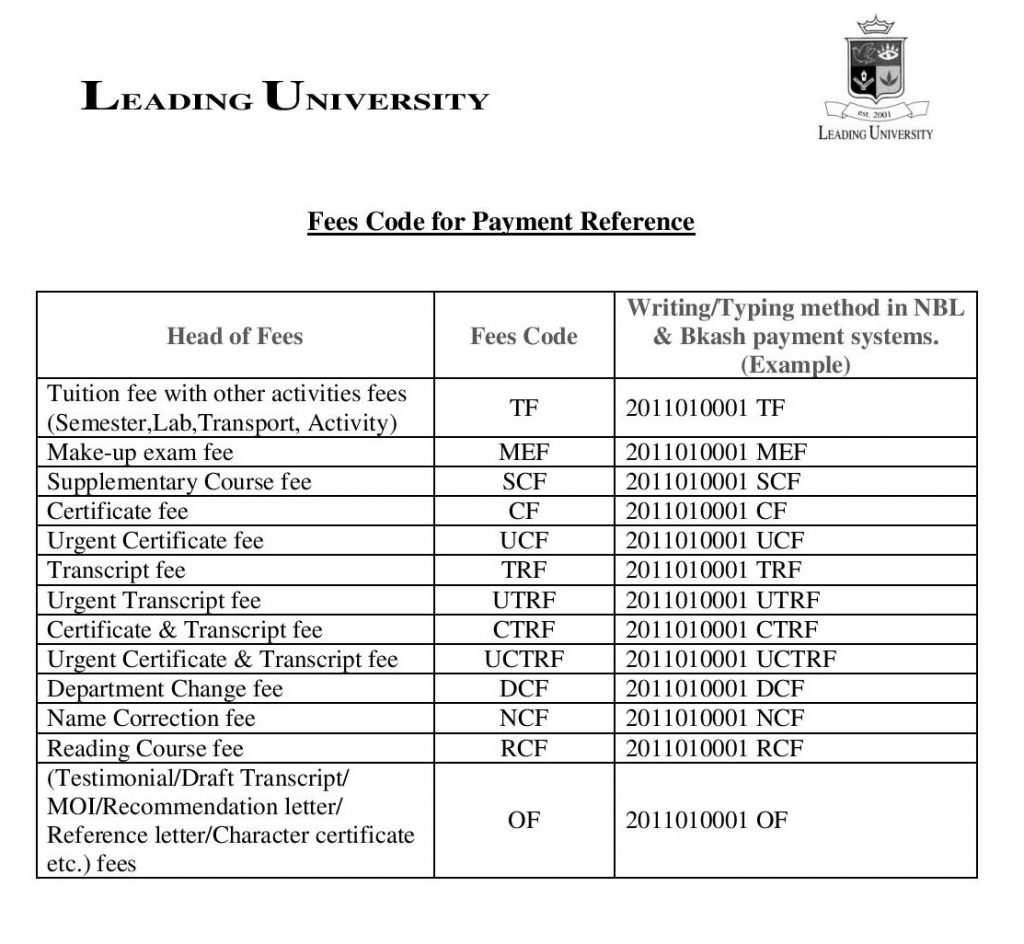 LEADING UNIVERSITY
est. 2001
LEADING UNIVERSITY
Fees Code for Payment Reference
Head of Fees
Fees Code
Writing/Typing method in NBL
& Bkash payment systems.
(Example)
Tuition fee with other activities fees
(Semester,Lab,Transport, Activity)
TF
2011010001 TF
Make-up exam fee
MEF
2011010001 MEF
Supplementary Course fee
SCF
2011010001 SCF
Certificate fee
CF
2011010001 CF
Urgent Certificate fee
UCF
2011010001 UCF
Transcript fee
TRF
2011010001 TRF
Urgent Transcript fee
UTRF
2011010001 UTRF
Certificate & Transcript fee
CTRF
2011010001 CTRF
Urgent Certificate & Transcript fee
UCTRF
2011010001 UCTRF
Department Change fee
DCF
2011010001 DCF
Name Correction fee
NCF
2011010001 NCF
Reading Course fee
RCF
2011010001 RCF
(Testimonial/Draft Transcript/
MOI/Recommendation letter/
Reference letter/Character certificate
etc.) fees
OF
2011010001 OF